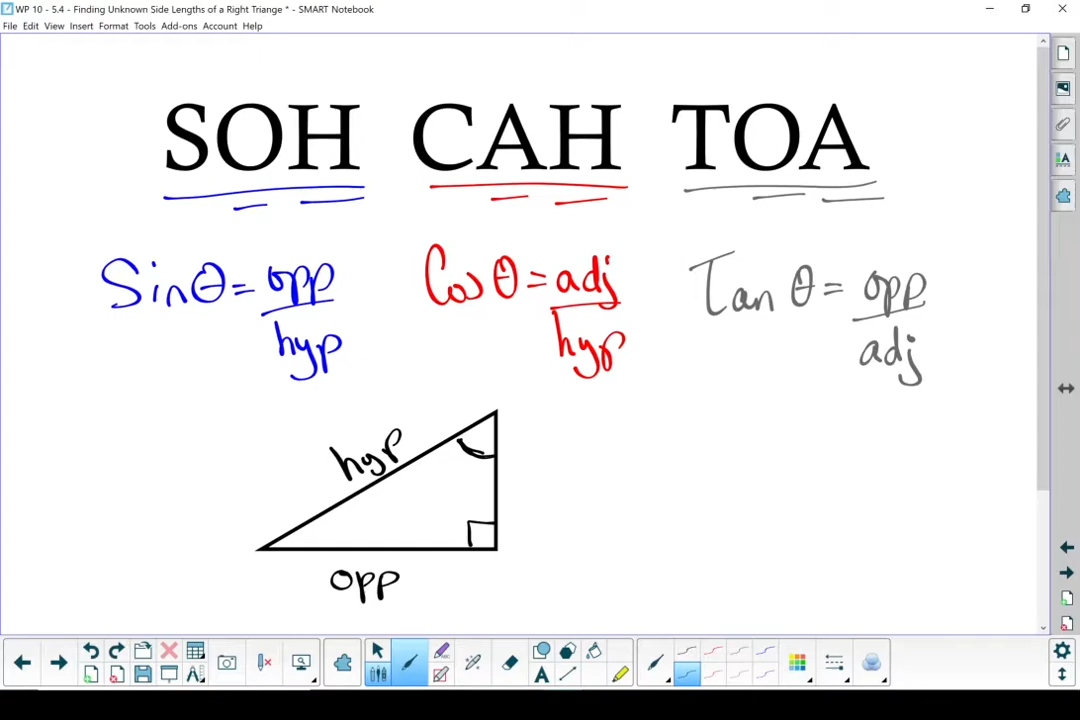 WP 10 - 5.4 - Finding Unknown Side Lengths of a Right Triange * - SMART Notebook
File Edit View Insert Format Tools Add-ons Account Help
SOH CAH TOA
Sinθ = opp/hyp Cosθ = adj/hyp Tan θ = opp/adj
hyp
opp